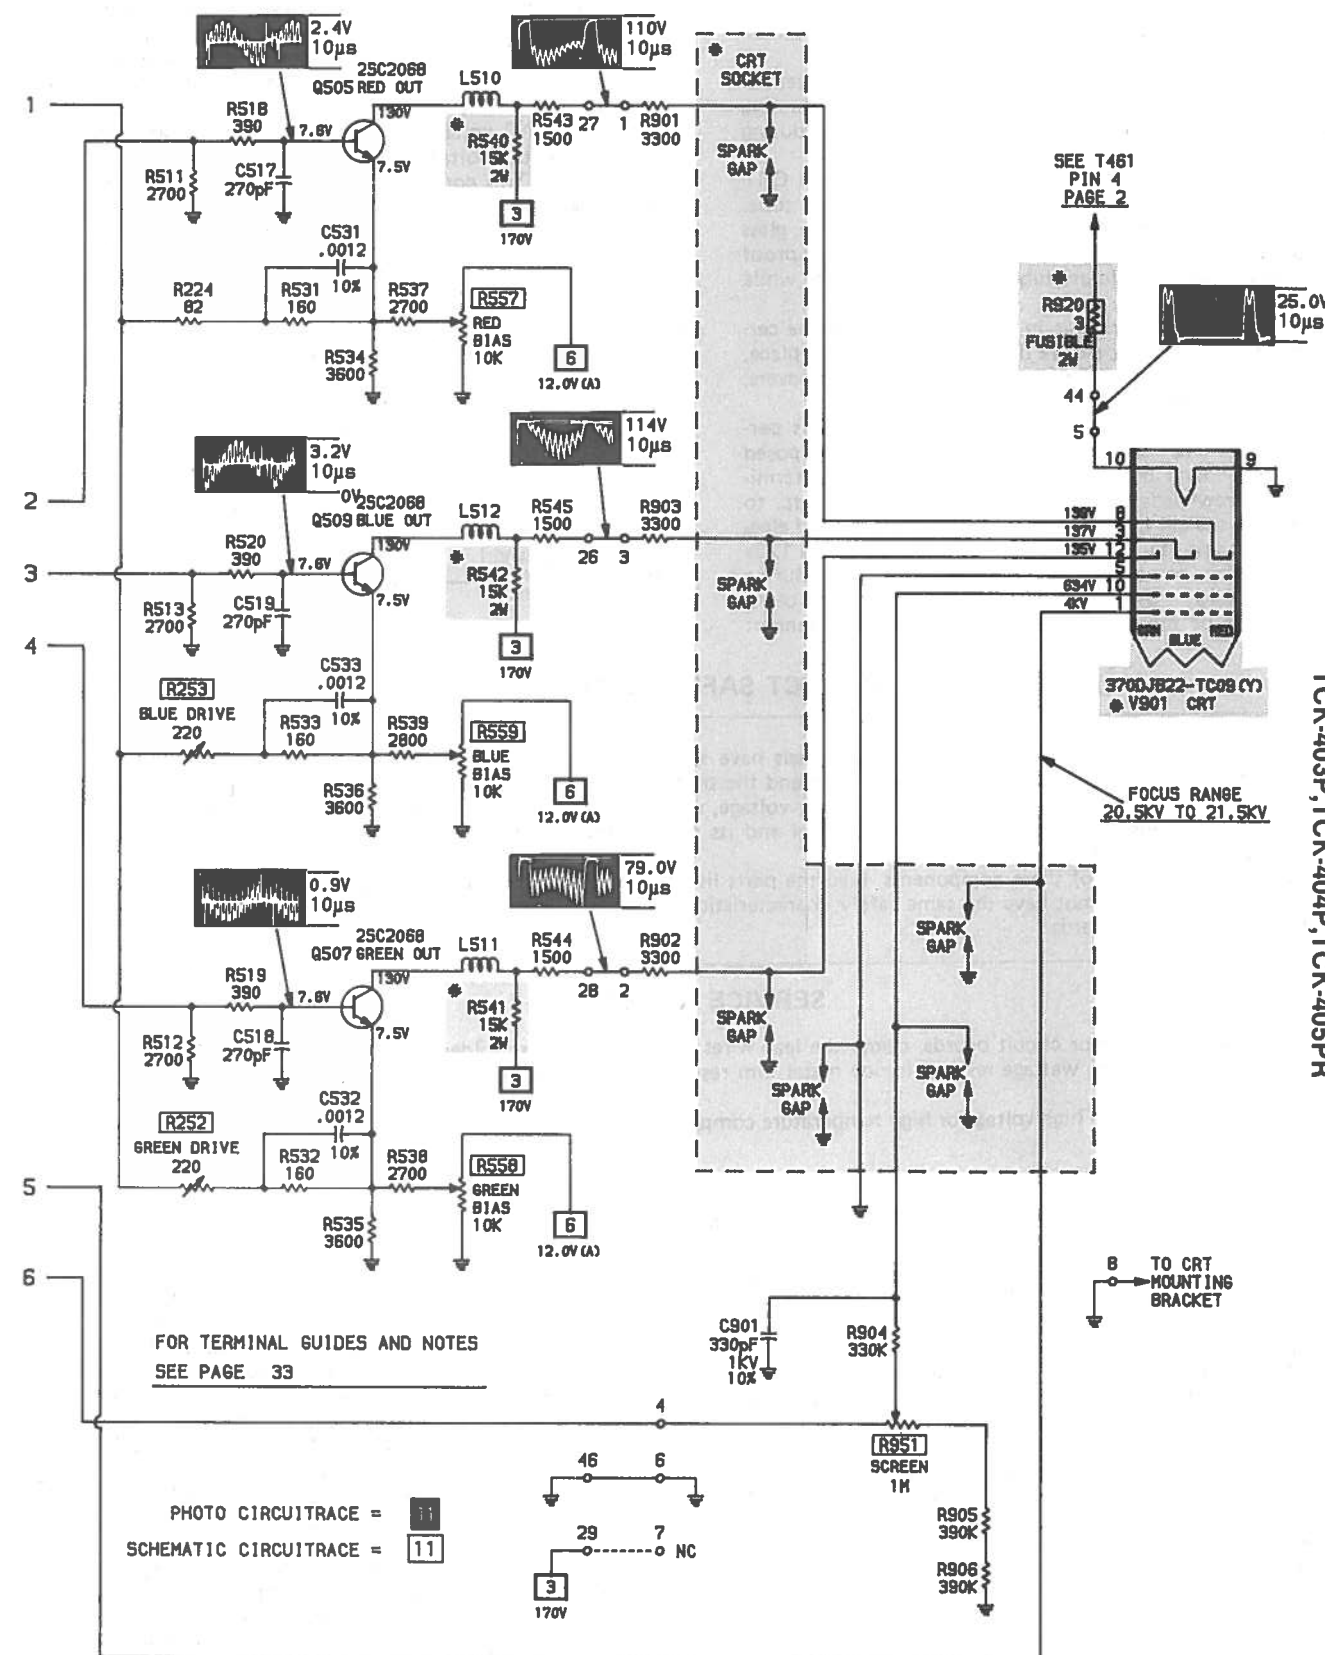 2.4V
10µs
110V
10µs
2SC2068
Q505 RED OUT
130V
L510
CRT
SOCKET
1
R518
390
7.8V
R543
1500
27
1
R901
3300
R540
15K
2W
7.5V
R511
2700
C517
270pF
SPARK
GAP
3
170V
SEE T461
PIN 4
PAGE 2
C531
.0012
10%
R224
82
R531
160
R537
2700
R557
RED
BIAS
10K
R534
3600
6
12.0V(A)
R920
3
FUSIBLE
2W
25.0V
10µs
44
5
114V
10µs
3.2V
10µs
0V
2
2SC2068
Q509 BLUE OUT
130V
L512
R545
1500
26
3
R903
3300
R520
390
7.8V
3
R542
15K
2W
7.5V
R513
2700
C519
270pF
SPARK
GAP
3
170V
10
9
138V 8
137V 3
135V 12
5
634V 10
4KV 1
GRN
BLUE
RED
370DJB22-TC09(Y)
V901 CRT
4
R253
BLUE DRIVE
220
C533
.0012
10%
R533
160
R539
2800
R559
BLUE
BIAS
10K
R536
3600
6
12.0V(A)
FOCUS RANGE
20.5KV TO 21.5KV
TCK-403P,TCK-404P,TCK-405PR
0.9V
10µs
79.0V
10µs
2SC2068
Q507 GREEN OUT
130V
L511
R544
1500
28
2
R902
3300
R519
390
7.8V
R541
15K
2W
7.5V
R512
2700
C518
270pF
SPARK
GAP
SPARK
GAP
SPARK
GAP
SPARK
GAP
3
170V
R252
GREEN DRIVE
220
C532
.0012
10%
R532
160
R538
2700
R558
GREEN
BIAS
10K
R535
3600
6
12.0V(A)
5
6
8
TO CRT
MOUNTING
BRACKET
FOR TERMINAL GUIDES AND NOTES
SEE PAGE 33
C901
330pF
1KV
10%
R904
330K
4
R951
SCREEN
1M
46
6
PHOTO CIRCUITRACE = 11
SCHEMATIC CIRCUITRACE = 11
29
7
NC
3
170V
R905
390K
R906
390K